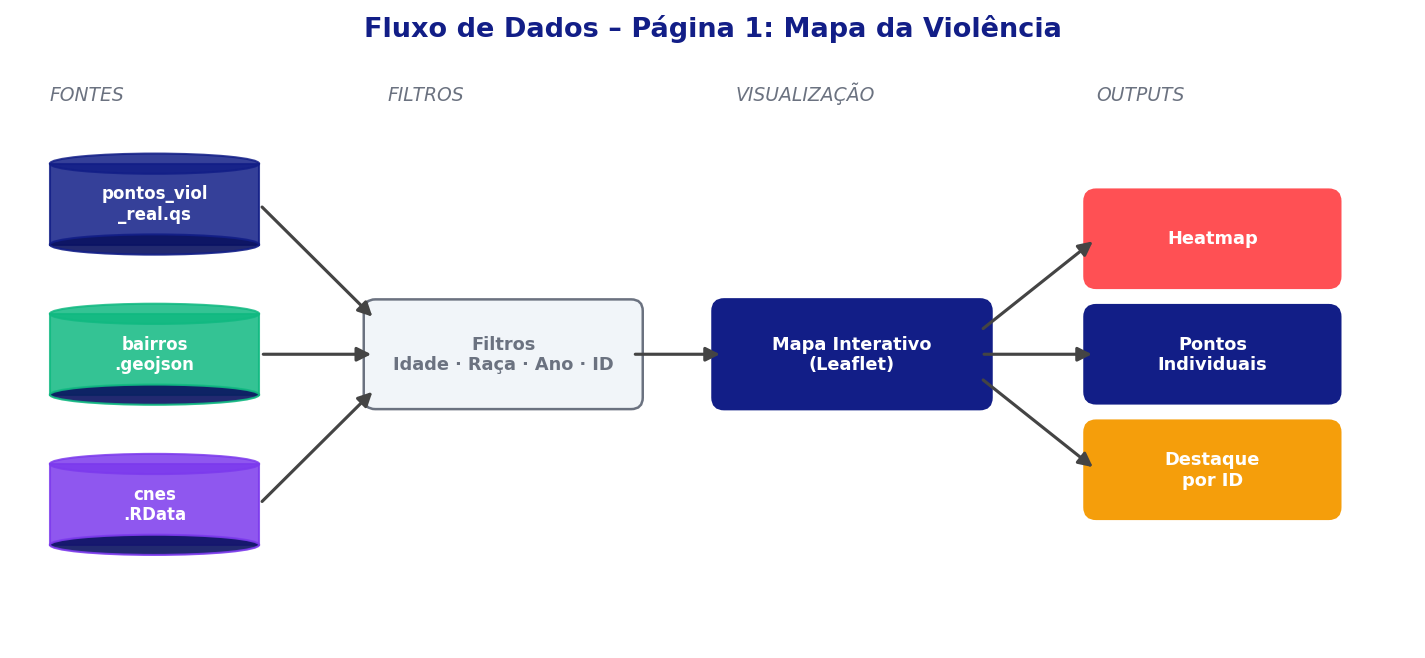 Fluxo de Dados – Página 1: Mapa da Violência
FONTES
FILTROS
VISUALIZAÇÃO
OUTPUTS
pontos_viol
_real.qs
bairros
.geojson
cnes
.RData
Filtros
Idade · Raça · Ano · ID
Mapa Interativo
(Leaflet)
Heatmap
Pontos
Individuais
Destaque
por ID